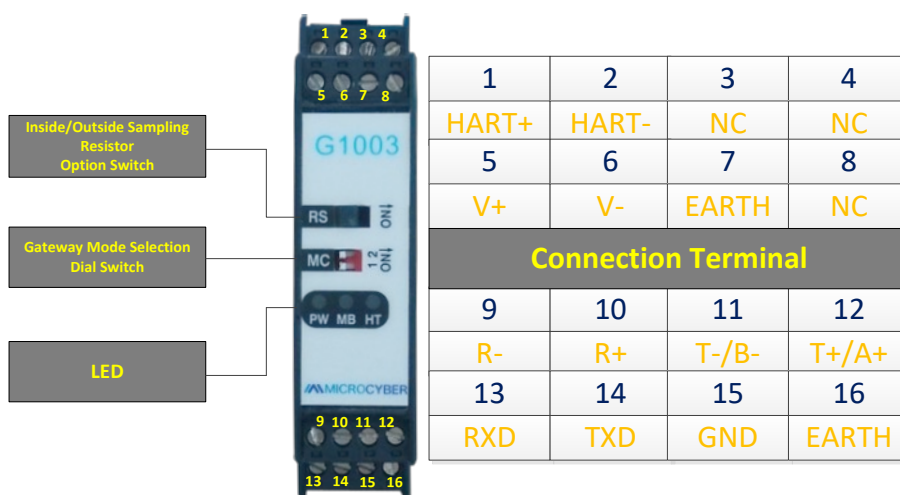 1 2 3 4
5 6 7 8
Inside/Outside Sampling
Resistor
Option Switch
G1003
RS
ON
Gateway Mode Selection
Dial Switch
MC
1 2
ON
PW MB HT
LED
MICROCYBER
9 10 11 12
13 14 15 16
1 2 3 4
HART+ HART- NC NC
5 6 7 8
V+ V- EARTH NC
Connection Terminal
9 10 11 12
R- R+ T-/B- T+/A+
13 14 15 16
RXD TXD GND EARTH